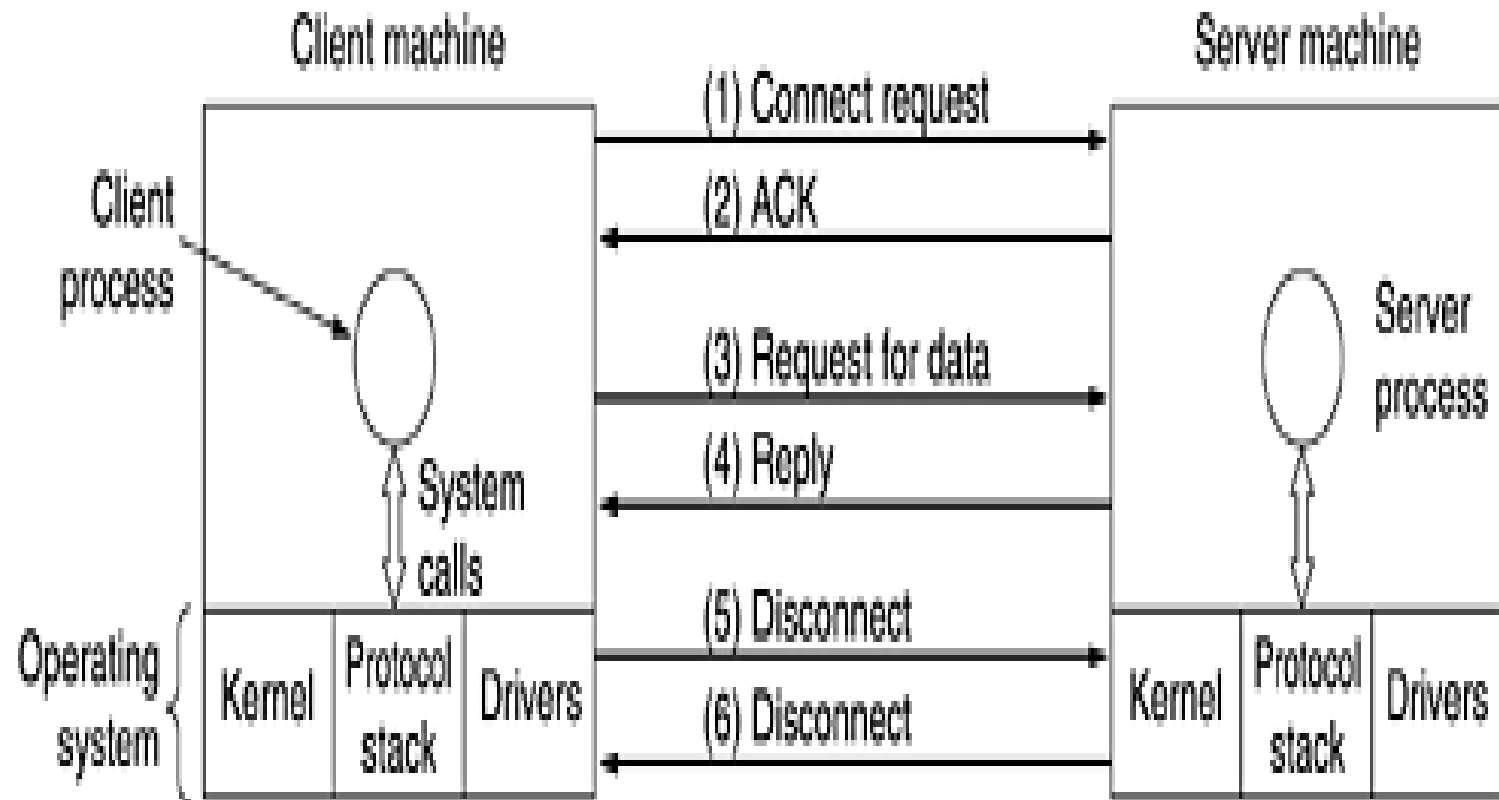 Client machine
Server machine
(1) Connect request
(2) ACK
Client
process
(3) Request for data
Server
process
(4) Reply
System
calls
(5) Disconnect
Operating
system
Kernel
Protocol
stack
Drivers
(6) Disconnect
Kernel
Protocol
stack
Drivers